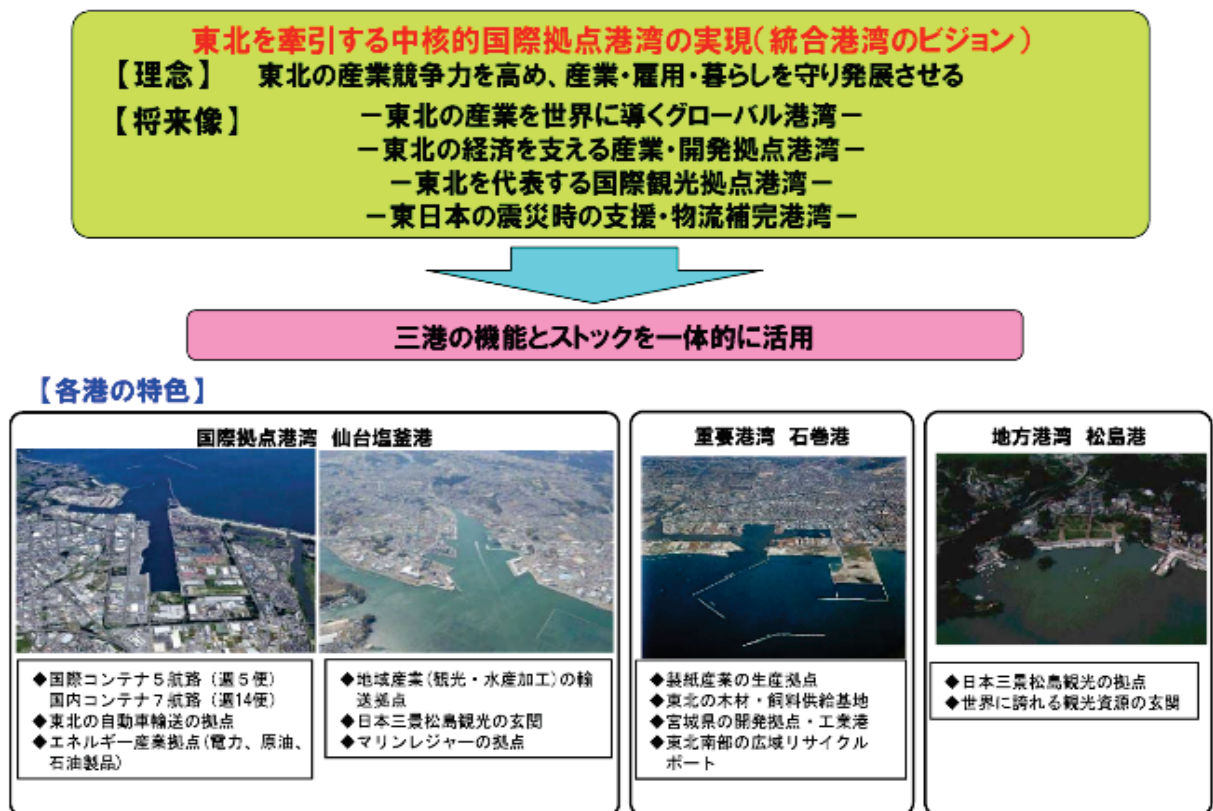 東北を牽引する中核的国際拠点港湾の実現(統合港湾のビジョン)
【理念】 東北の産業競争力を高め、産業・雇用・暮らしを守り発展させる
【将来像】 －東北の産業を世界に導くグローバル港湾－
－東北の経済を支える産業・開発拠点港湾－
－東北を代表する国際観光拠点港湾－
－東日本の震災時の支援・物流補完港湾－
三港の機能とストックを一体的に活用
【各港の特色】
国際拠点港湾 仙台塩釜港
◆国際コンテナ５航路（週５便）
国内コンテナ７航路（週14便）
◆東北の自動車輸送の拠点
◆エネルギー産業拠点(電力、原油、
石油製品)
◆地域産業(観光・水産加工)の輸
送拠点
◆日本三景松島観光の玄関
◆マリンレジャーの拠点
重要港湾 石巻港
◆製紙産業の生産拠点
◆東北の木材・飼料供給基地
◆宮城県の開発拠点・工業港
◆東北南部の広域リサイクル
ポート
地方港湾 松島港
◆日本三景松島観光の拠点
◆世界に誇れる観光資源の玄関